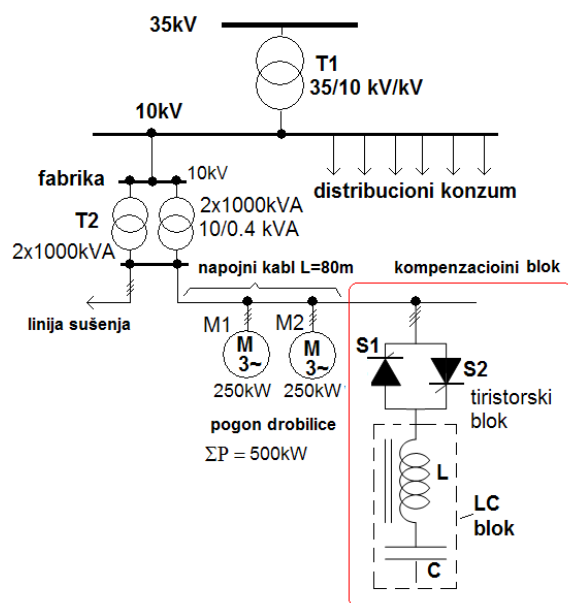 35kV
T1
35/10 kV/kV
10kV
10kV
fabrika
distribucioni konzum
T2
2x1000kVA
10/0.4 kVA
2x1000kVA
napojni kabl L=80m
kompenzacioini blok
linija sušenja
M1
M2
M
3~
M
3~
250kW
250kW
S1
S2
tiristorski
blok
pogon drobilice
ΣP = 500kW
L
LC
blok
C